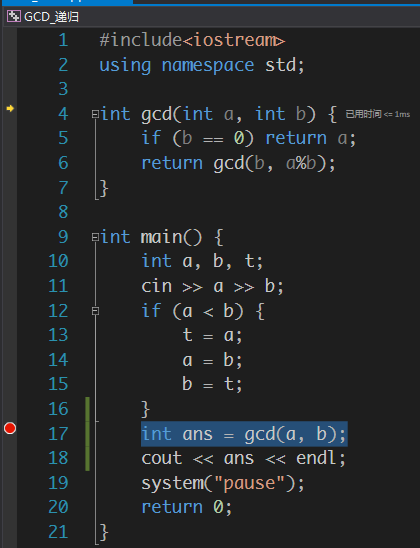 GCD_递归
1 #include<iostream>
2 using namespace std;
3
4 int gcd(int a, int b) { 已用时间 <= 1ms
5 if (b == 0) return a;
6 return gcd(b, a%b);
7 }
8
9 int main() {
10 int a, b, t;
11 cin >> a >> b;
12 if (a < b) {
13 t = a;
14 a = b;
15 b = t;
16 }
17 int ans = gcd(a, b);
18 cout << ans << endl;
19 system("pause");
20 return 0;
21 }